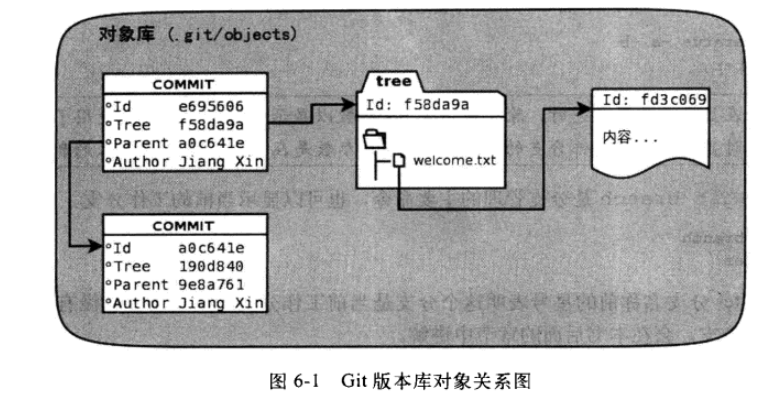 对象库 (.git/objects)
COMMIT
Id e695606
Tree f58da9a
Parent a0c641e
Author Jiang Xin
COMMIT
Id a0c641e
Tree 190d840
Parent 9e8a761
Author Jiang Xin
tree
Id: f58da9a
welcome.txt
Id: fd3c069
内容...
图 6-1 Git 版本库对象关系图